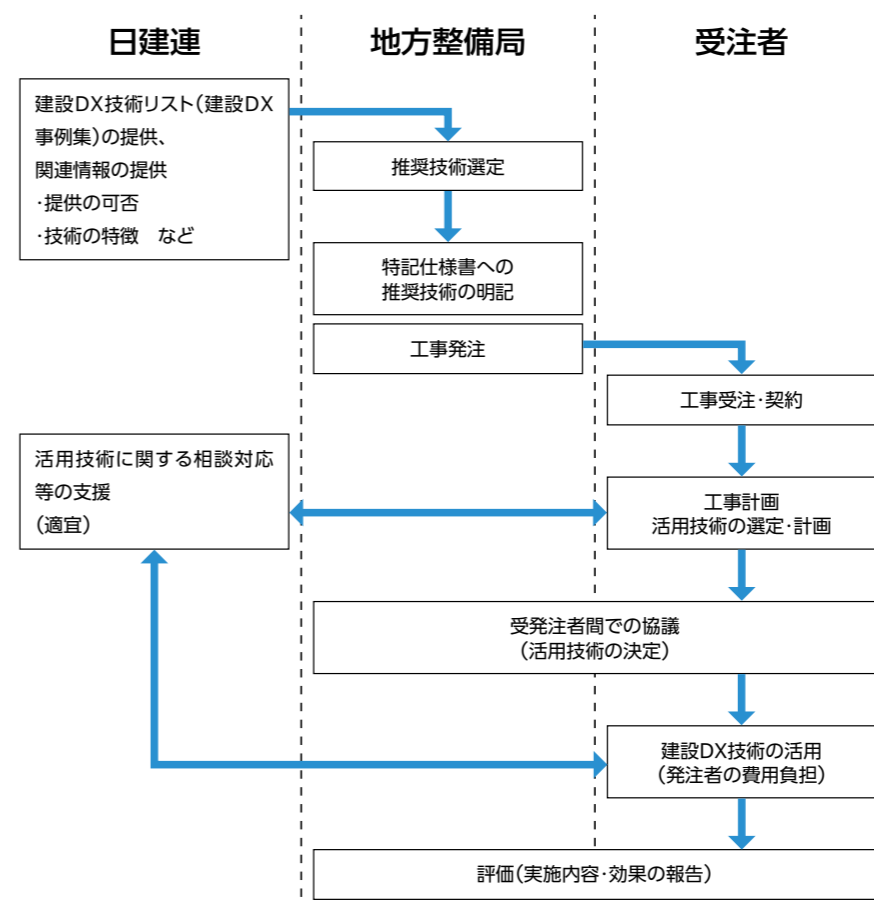 日建連
地方整備局
受注者
建設DX技術リスト(建設DX
事例集)の提供、
関連情報の提供
・提供の可否
・技術の特徴　など
推奨技術選定
特記仕様書への
推奨技術の明記
工事発注
工事受注・契約
活用技術に関する相談対応
等の支援
(適宜)
工事計画
活用技術の選定・計画
受発注者間での協議
(活用技術の決定)
建設DX技術の活用
(発注者の費用負担)
評価(実施内容・効果の報告)